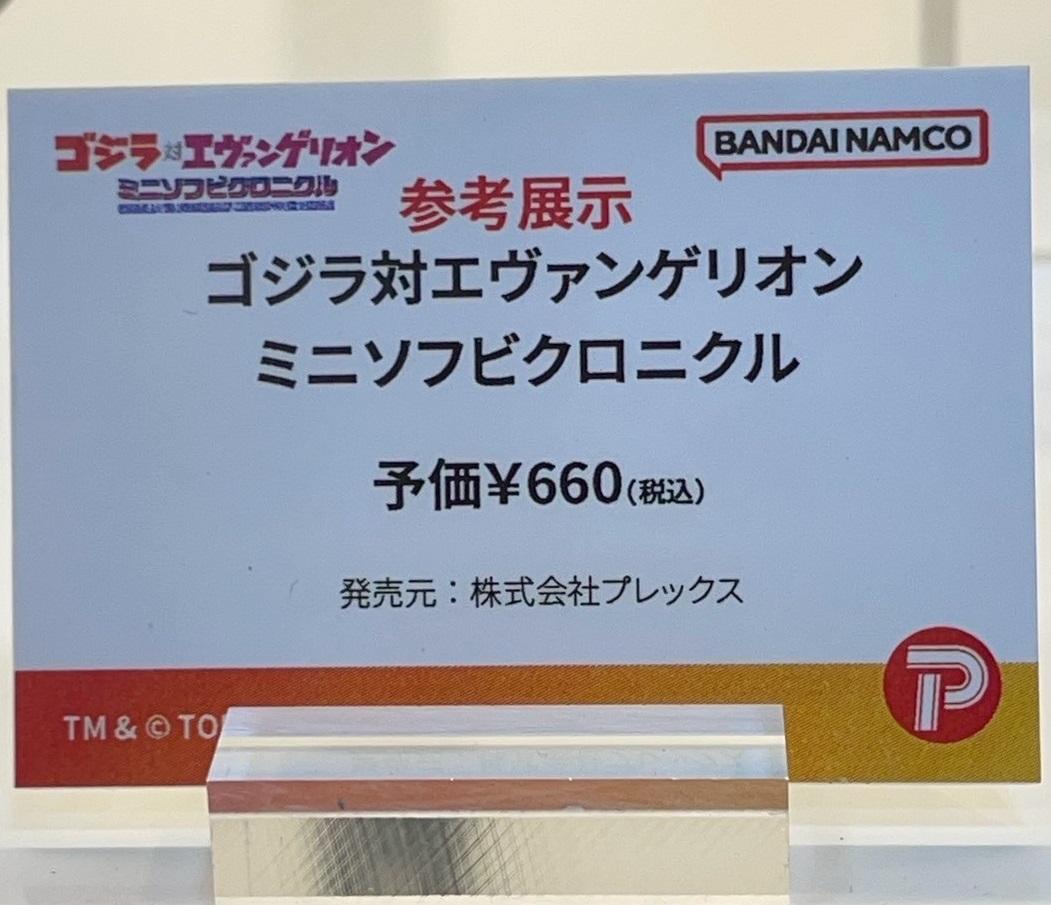 ゴジラ対エヴァンゲリオン
ミニソフビクロニクル
BANDAI NAMCO
参考展示
ゴジラ対エヴァンゲリオン
ミニソフビクロニクル
予価¥660(税込)
発売元:株式会社プレックス
TM & © TO